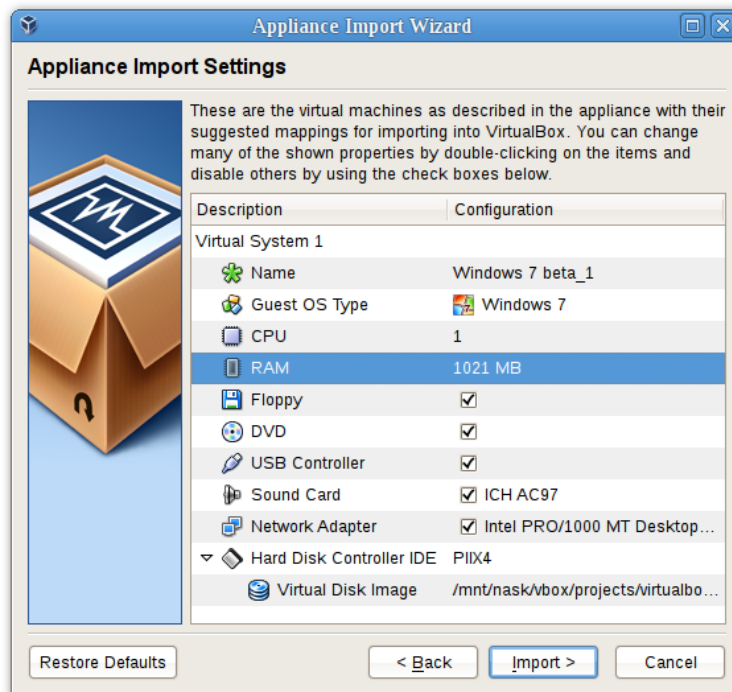 Appliance Import Wizard
Appliance Import Settings
These are the virtual machines as described in the appliance with their
suggested mappings for importing into VirtualBox. You can change
many of the shown properties by double-clicking on the items and
disable others by using the check boxes below.
Description Configuration
Virtual System 1
Name Windows 7 beta_1
Guest OS Type Windows 7
CPU 1
RAM 1021 MB
Floppy
DVD
USB Controller
Sound Card ICH AC97
Network Adapter Intel PRO/1000 MT Desktop...
Hard Disk Controller IDE PIIX4
Virtual Disk Image /mnt/nask/vbox/projects/virtualbo...
Restore Defaults < Back Import > Cancel